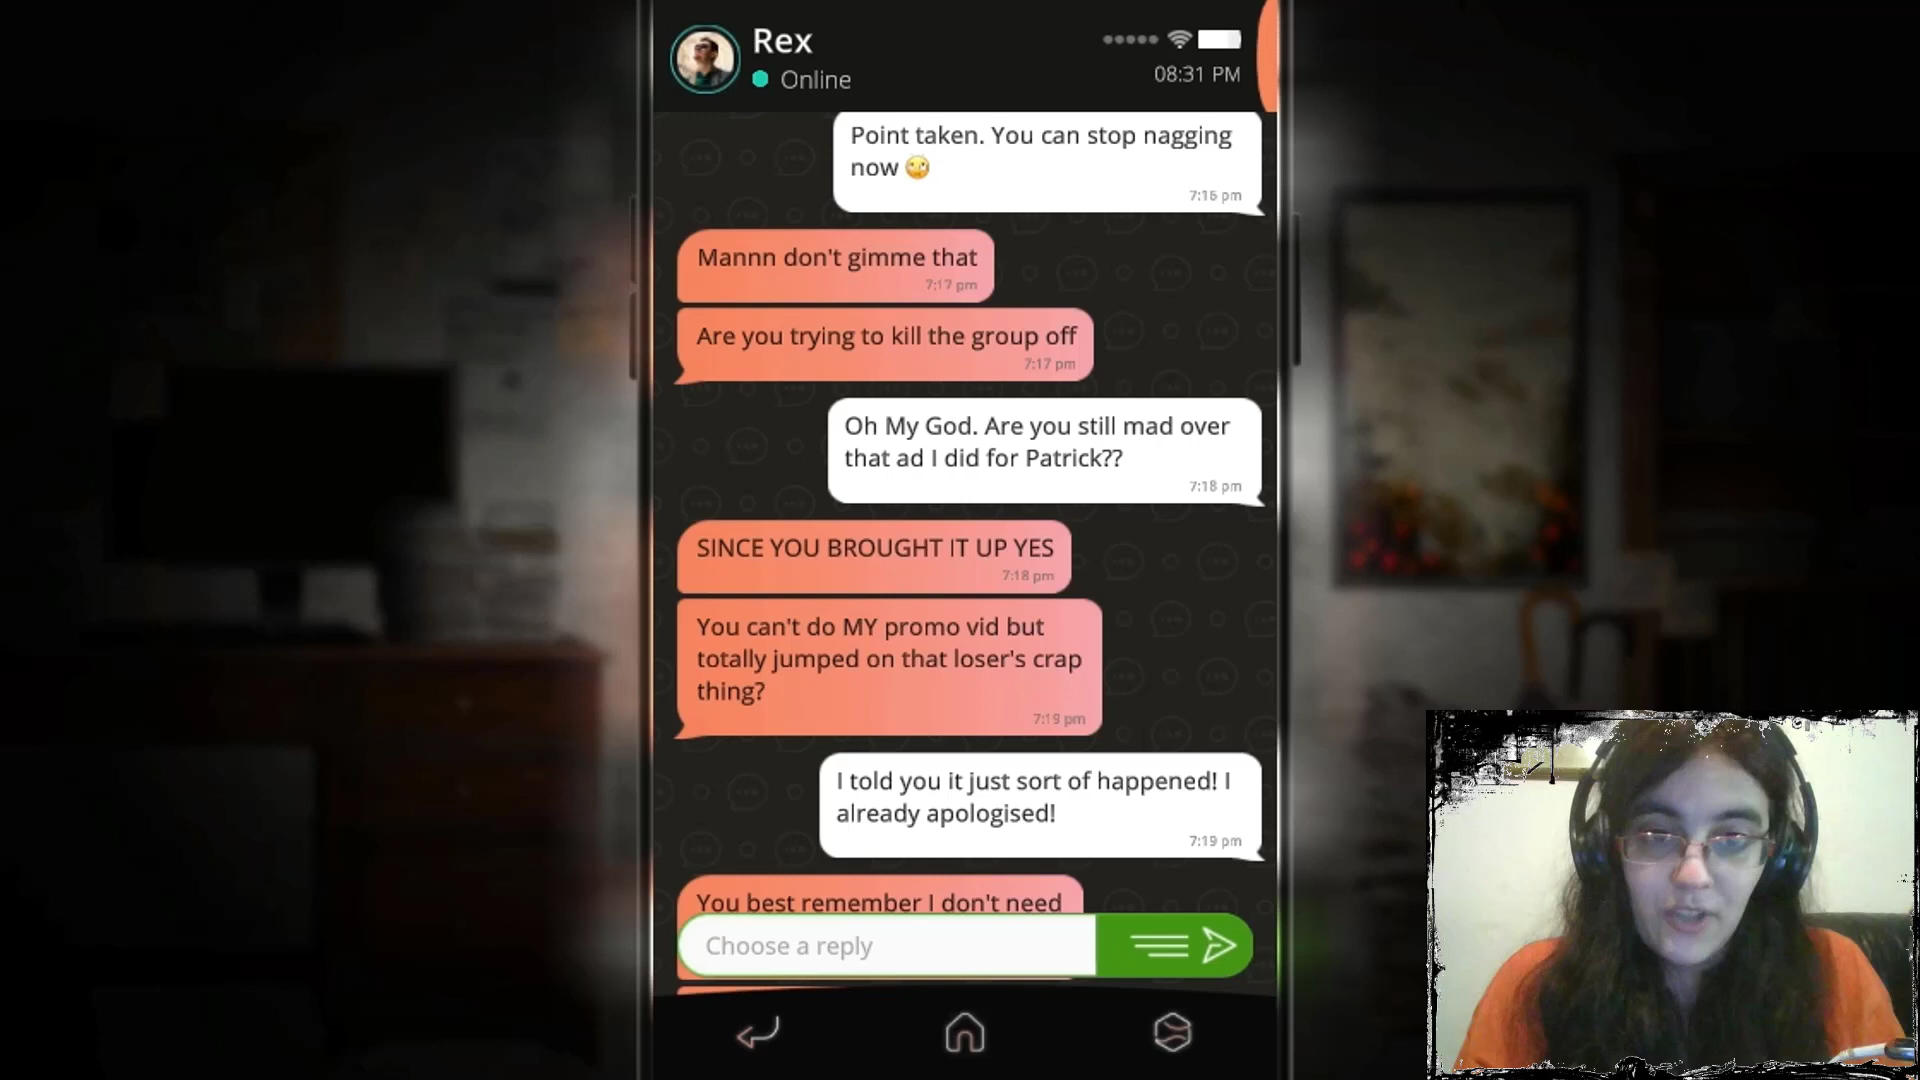 Rex
Online
08:31 PM
Point taken. You can stop nagging
now 🙄
7:16 pm
Mannn don't gimme that
7:17 pm
Are you trying to kill the group off
7:17 pm
Oh My God. Are you still mad over
that ad I did for Patrick??
7:18 pm
SINCE YOU BROUGHT IT UP YES
7:18 pm
You can't do MY promo vid but
totally jumped on that loser's crap
thing?
7:19 pm
I told you it just sort of happened! I
already apologised!
7:19 pm
You best remember I don't need
Choose a reply